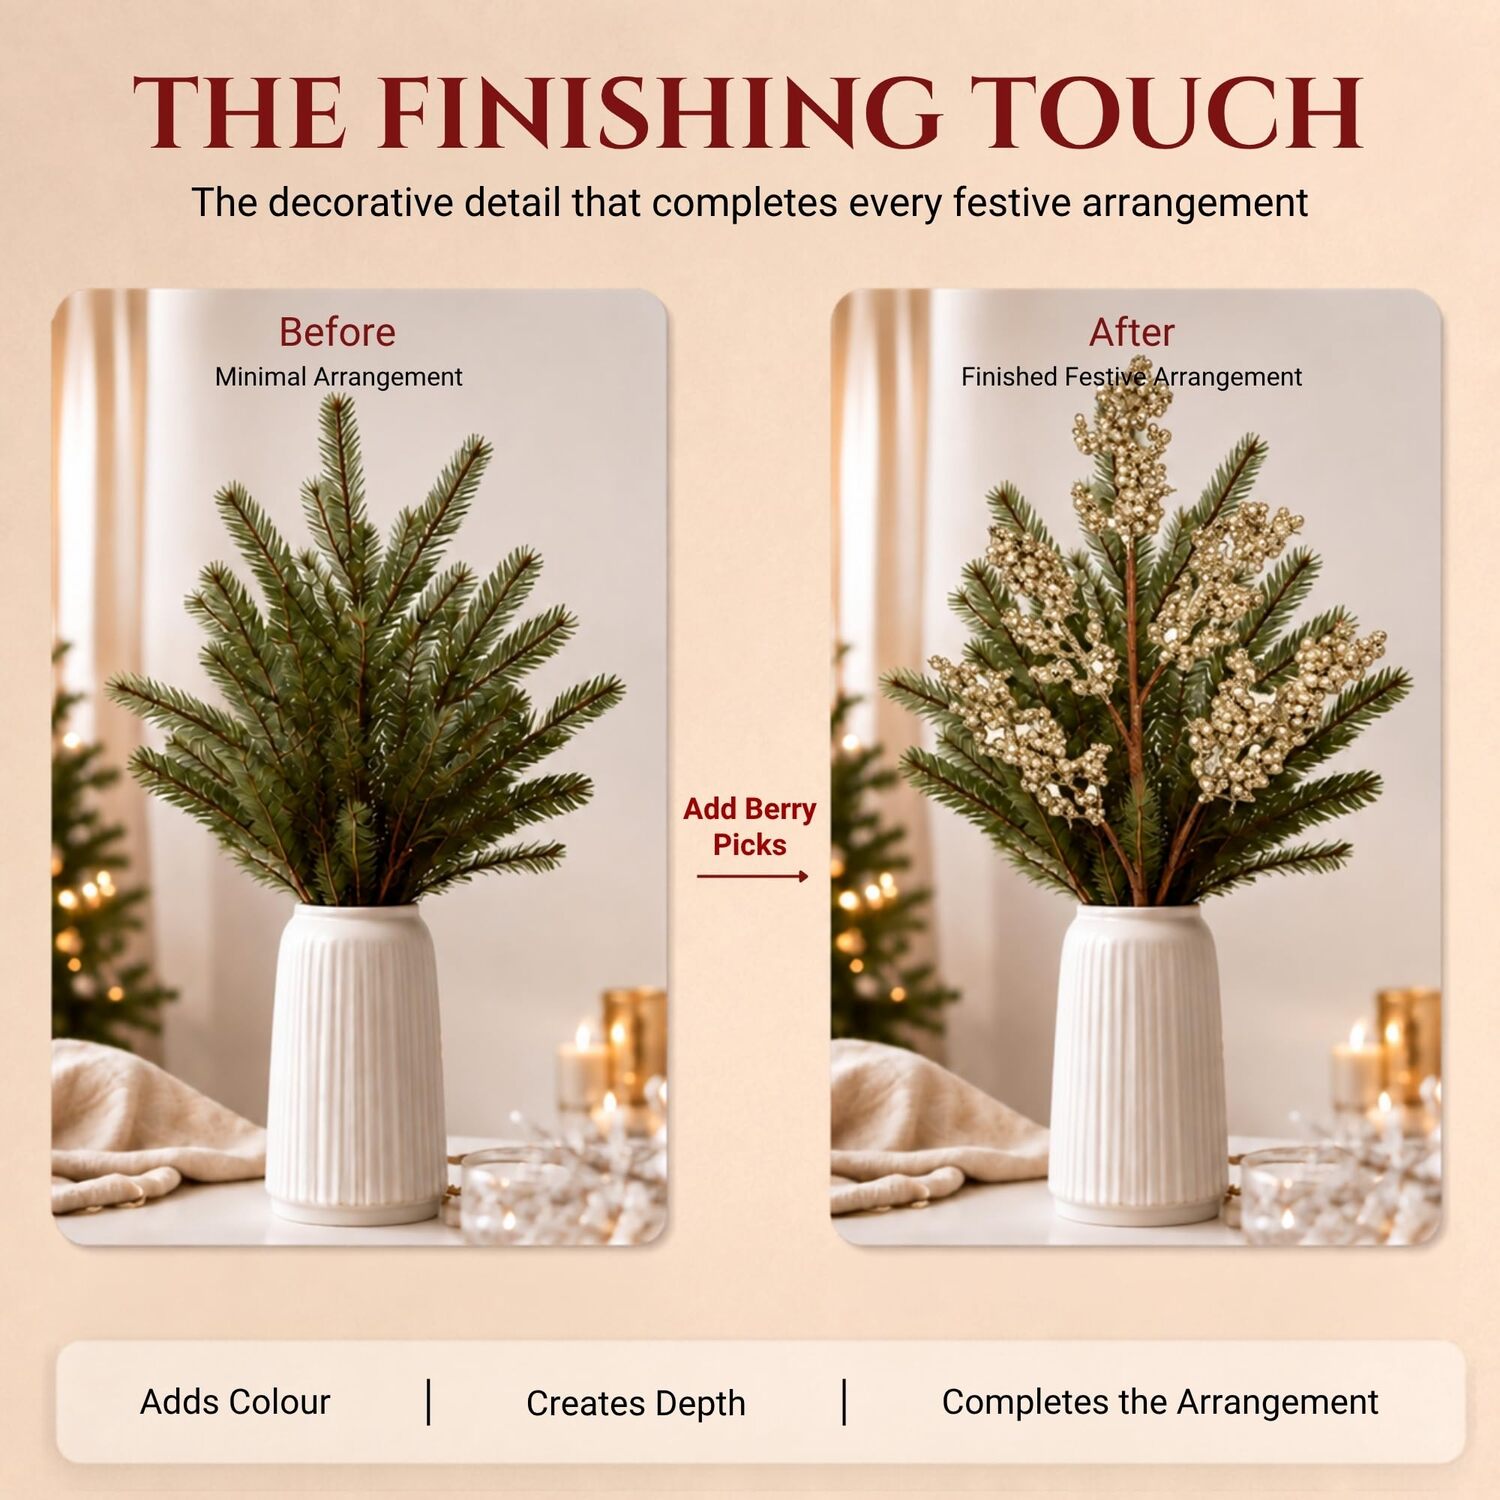 THE FINISHING TOUCH
The decorative detail that completes every festive arrangement
Before
Minimal Arrangement
After
Finished Festive Arrangement
Add Berry
Picks
Adds Colour | Creates Depth | Completes the Arrangement